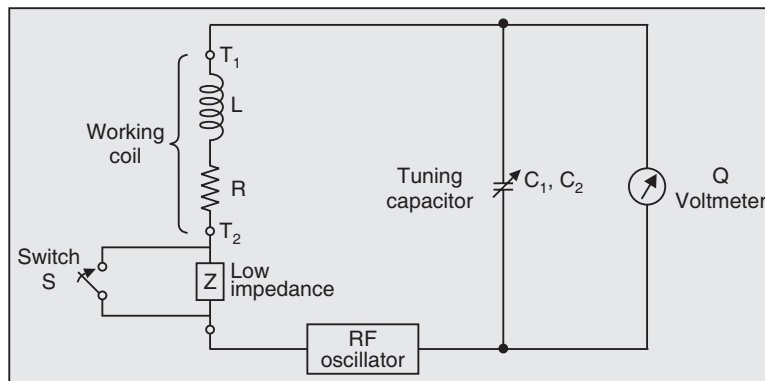 T₁
L
Working
coil
R
Tuning
capacitor
C₁, C₂
Q
Voltmeter
T₂
Switch
S
Z
Low
impedance
RF
oscillator